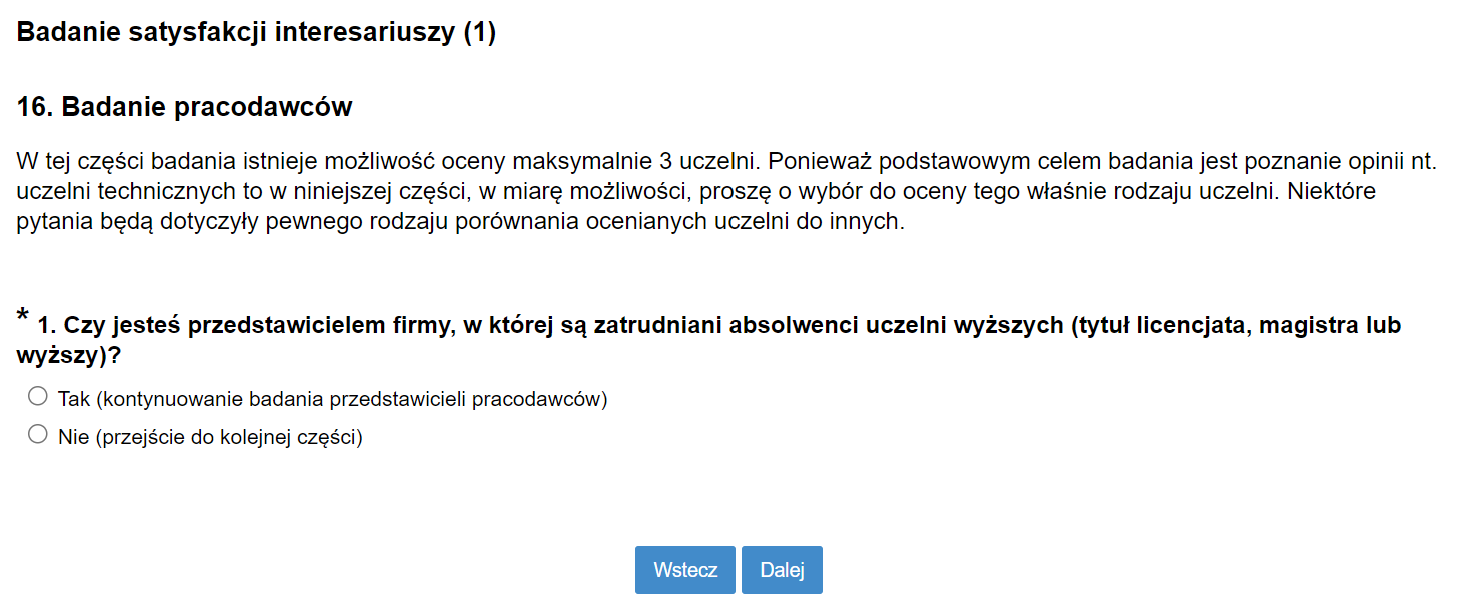 Badanie satysfakcji interesariuszy (1)
16. Badanie pracodawców
W tej części badania istnieje możliwość oceny maksymalnie 3 uczelni. Ponieważ podstawowym celem badania jest poznanie opinii nt.
uczelni technicznych to w niniejszej części, w miarę możliwości, proszę o wybór do oceny tego właśnie rodzaju uczelni. Niektóre
pytania będą dotyczyły pewnego rodzaju porównania ocenianych uczelni do innych.
* 1. Czy jesteś przedstawicielem firmy, w której są zatrudniani absolwenci uczelni wyższych (tytuł licencjata, magistra lub
wyższy)?
Tak (kontynuowanie badania przedstawicieli pracodawców)
Nie (przejście do kolejnej części)
Wstecz Dalej